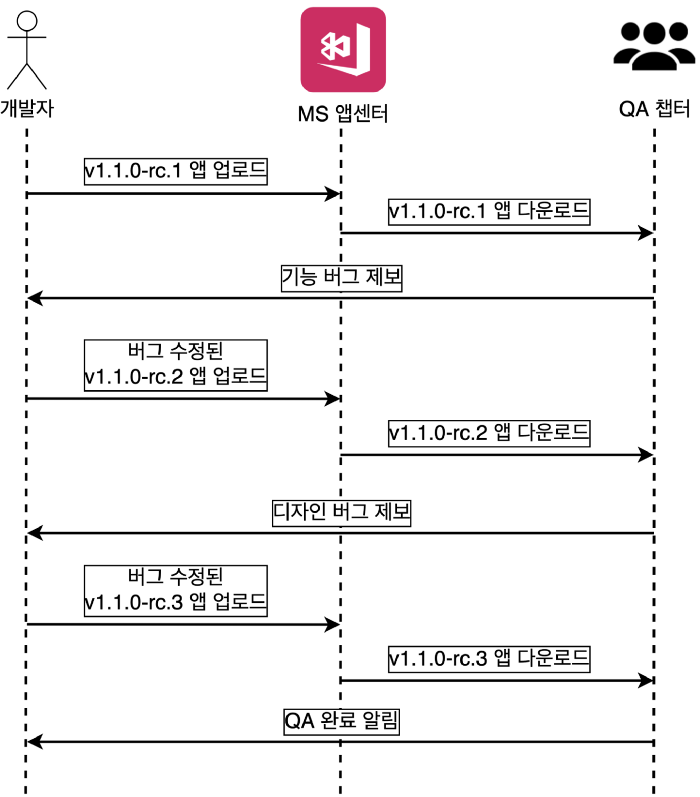 개발자
MS 앱센터
QA 챕터
v1.1.0-rc.1 앱 업로드
v1.1.0-rc.1 앱 다운로드
기능 버그 제보
버그 수정된
v1.1.0-rc.2 앱 업로드
v1.1.0-rc.2 앱 다운로드
디자인 버그 제보
버그 수정된
v1.1.0-rc.3 앱 업로드
v1.1.0-rc.3 앱 다운로드
QA 완료 알림